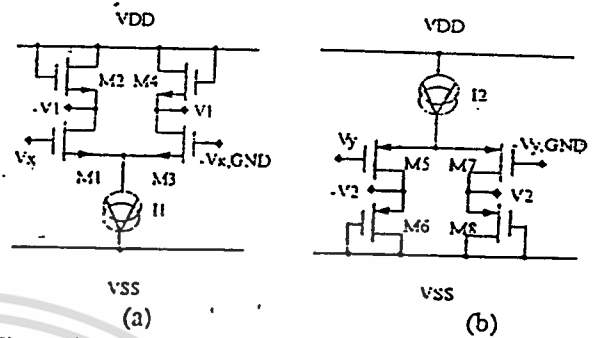 VDD
M2
M4
-V1
V1
Vx
-Vx,GND
M1
M3
I1
VSS
(a)
VDD
I2
Vy
-Vy,GND
M5
M7
-V2
V2
M6
M8
VSS
(b)